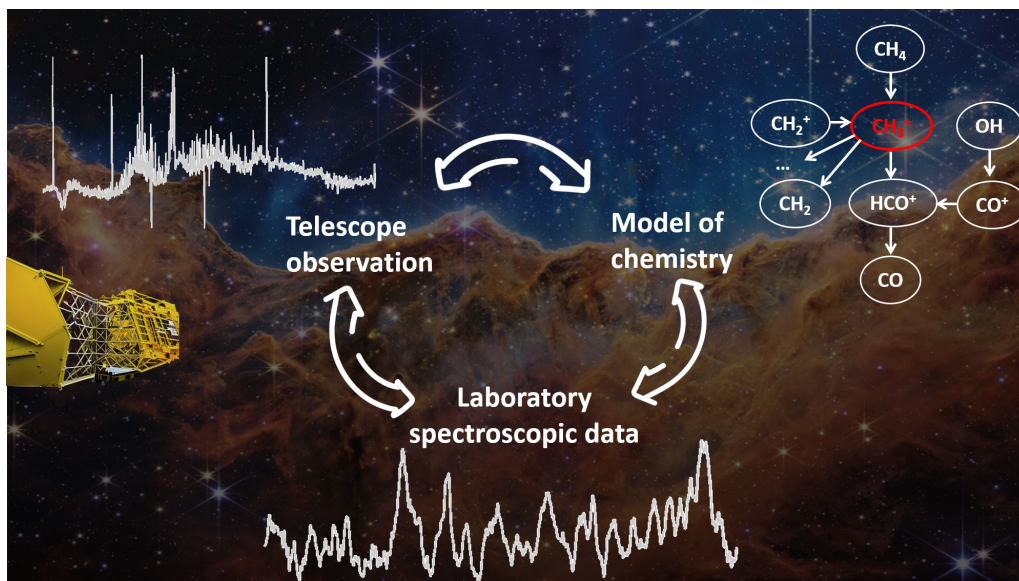 CH₄
CH₂⁺
CH₃⁺
OH
...
CH₂
HCO⁺
CO⁺
CO
Telescope
observation
Model of
chemistry
Laboratory
spectroscopic data